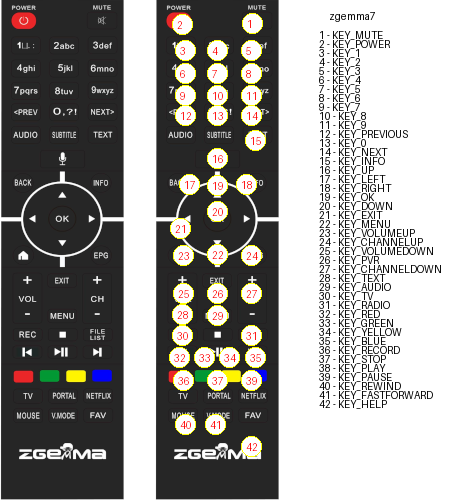 POWER MUTE
1 2abc 3def
4ghi 5jkl 6mno
7pqrs 8tuv 9wxyz
<PREV 0,?! NEXT>
AUDIO SUBTITLE TEXT
BACK INFO
OK
EPG
+ EXIT +
VOL CH
- MENU -
REC FILE LIST
TV PORTAL NETFLIX
MOUSE V.MODE FAV
ZGEMMA
POWER MUTE
2 1
3 4 5
6 7 8
9 10 11
12 13 14
AUDIO SUBTITLE TEXT
15
16
17 19 18
20
21
23 22 24
+ EXIT +
25 26 27
28 29
30 31
32 33 34 35
36 37 39
TV PORTAL NETFLIX
MOUSE V.MODE FAV
40 41
42
ZGEMMA
zgemma7
1 - KEY_MUTE
2 - KEY_POWER
3 - KEY_1
4 - KEY_2
5 - KEY_3
6 - KEY_4
7 - KEY_5
8 - KEY_6
9 - KEY_7
10 - KEY_8
11 - KEY_9
12 - KEY_PREVIOUS
13 - KEY_0
14 - KEY_NEXT
15 - KEY_INFO
16 - KEY_UP
17 - KEY_LEFT
18 - KEY_RIGHT
19 - KEY_OK
20 - KEY_DOWN
21 - KEY_EXIT
22 - KEY_MENU
23 - KEY_VOLUMEUP
24 - KEY_CHANNELUP
25 - KEY_VOLUMEDOWN
26 - KEY_PVR
27 - KEY_CHANNELDOWN
28 - KEY_TEXT
29 - KEY_AUDIO
30 - KEY_TV
31 - KEY_RADIO
32 - KEY_RED
33 - KEY_GREEN
34 - KEY_YELLOW
35 - KEY_BLUE
36 - KEY_RECORD
37 - KEY_STOP
38 - KEY_PLAY
39 - KEY_PAUSE
40 - KEY_REWIND
41 - KEY_FASTFORWARD
42 - KEY_HELP